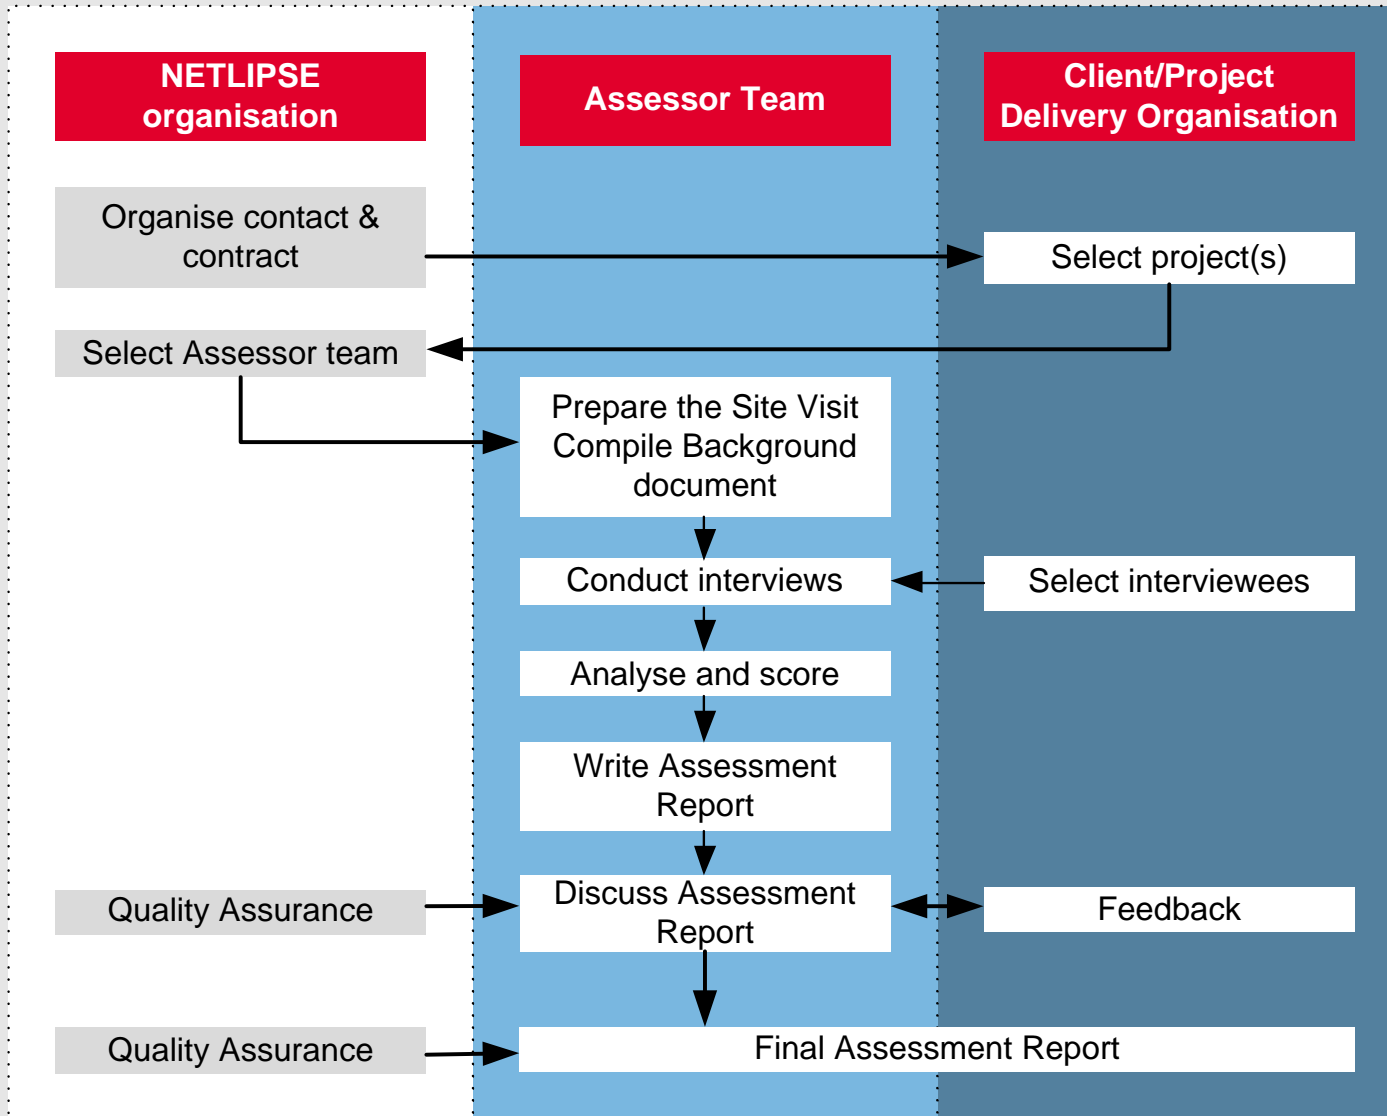 NETLIPSE
organisation
Assessor Team
Client/Project
Delivery Organisation
Organise contact &
contract
Select project(s)
Select Assessor team
Prepare the Site Visit
Compile Background
document
Conduct interviews
Select interviewees
Analyse and score
Write Assessment
Report
Quality Assurance
Discuss Assessment
Report
Feedback
Quality Assurance
Final Assessment Report